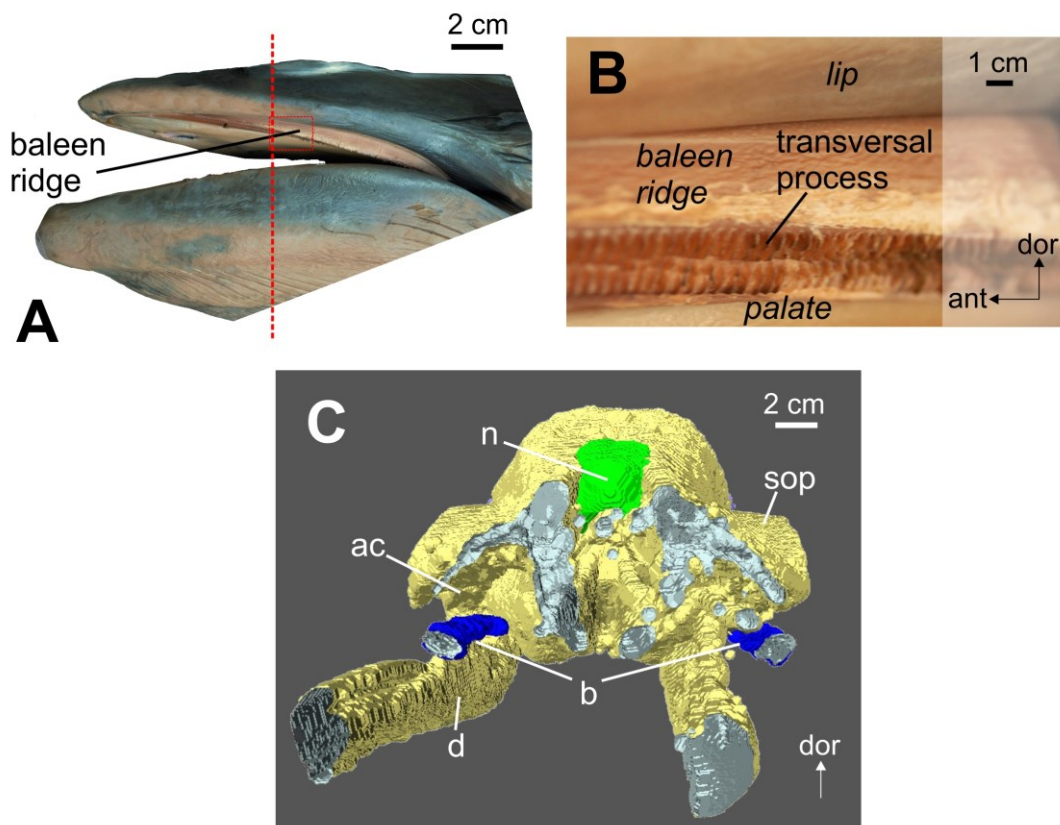 2 cm
baleen
ridge
A
B
lip
1 cm
baleen
ridge
transversal
process
dor
ant
palate
C
2 cm
n
sop
ac
b
d
dor